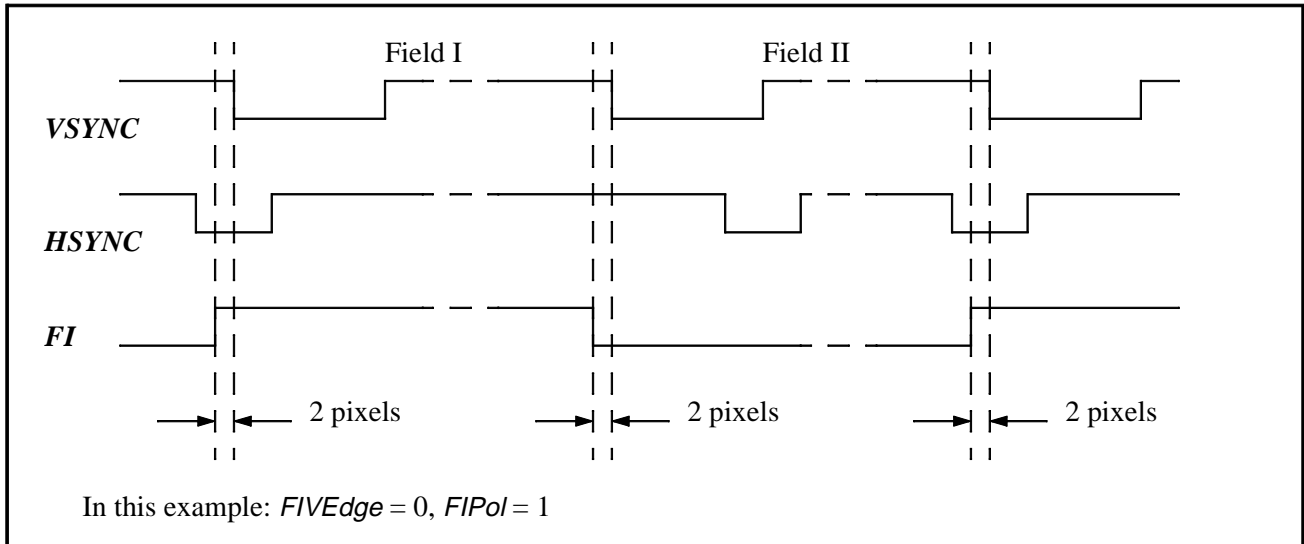 Field I Field II
VSYNC
HSYNC
FI
2 pixels 2 pixels 2 pixels
In this example: FIVEdge = 0, FIPol = 1